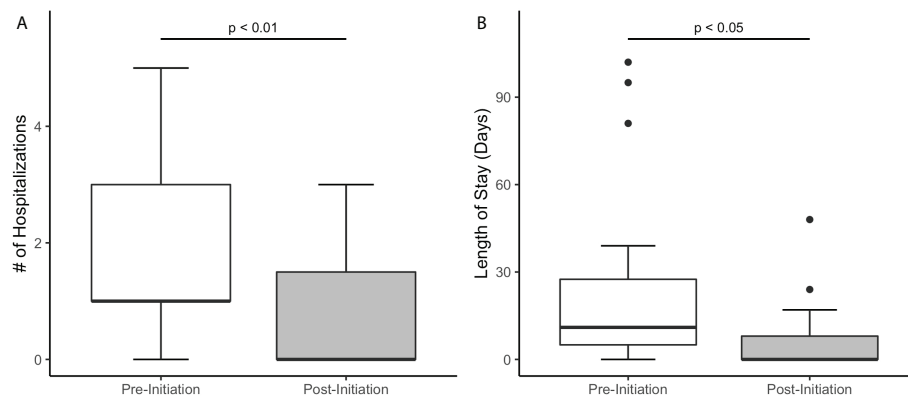 A
p < 0.01
# of Hospitalizations
4
2
0
Pre-Initiation
Post-Initiation
B
p < 0.05
Length of Stay (Days)
90
60
30
0
Pre-Initiation
Post-Initiation